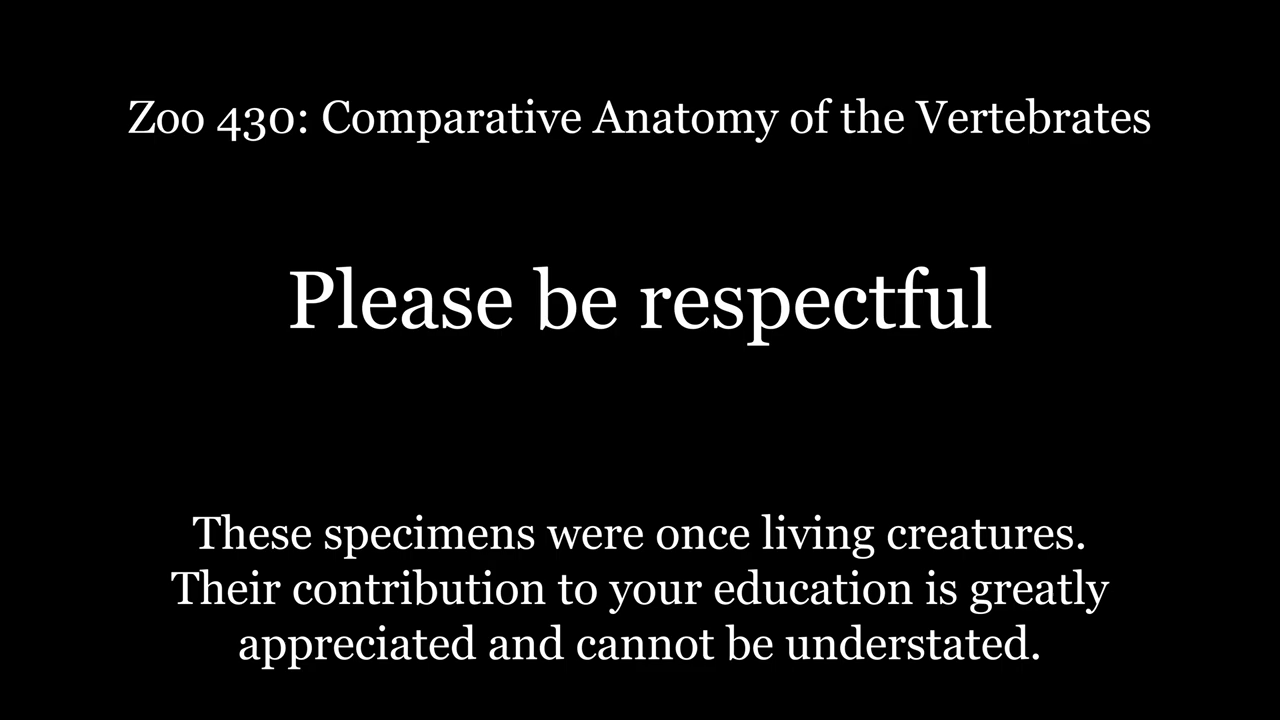 Zoo 430: Comparative Anatomy of the Vertebrates
Please be respectful
These specimens were once living creatures.
Their contribution to your education is greatly
appreciated and cannot be understated.